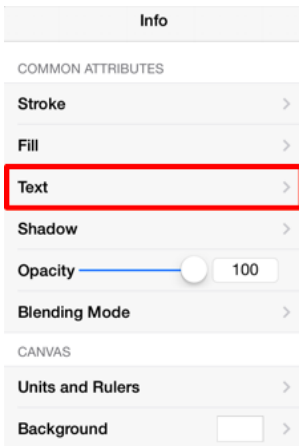 Info
COMMON ATTRIBUTES
Stroke
Fill
Text
Shadow
Opacity 100
Blending Mode
CANVAS
Units and Rulers
Background